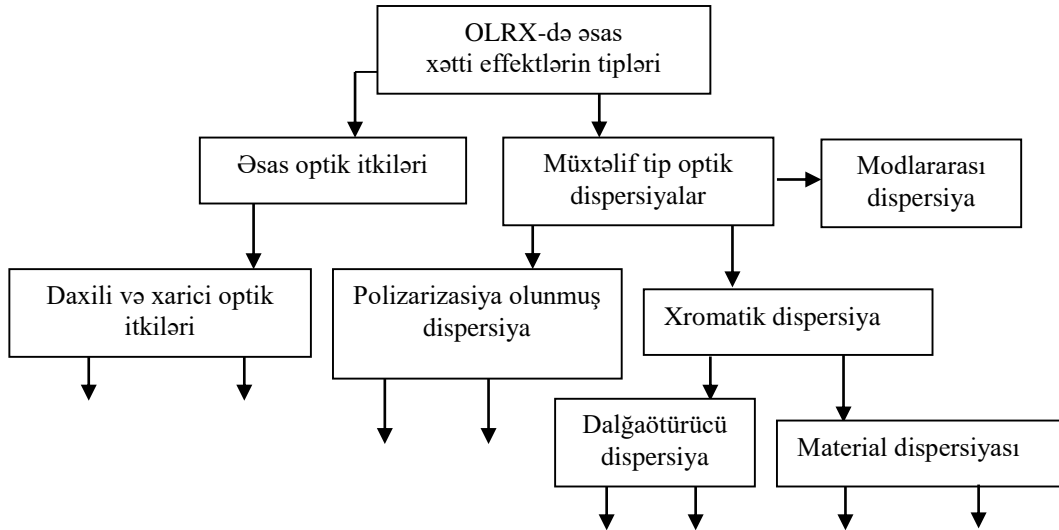 OLRX-də əsas
xətti effektlərin tipləri
Əsas optik itkiləri
Müxtəlif tip optik
dispersiyalar
Modlararası
dispersiya
Daxili və xarici optik
itkiləri
Polizarizasiya olunmuş
dispersiya
Xromatik dispersiya
Dalğaötürücü
dispersiya
Material dispersiyası